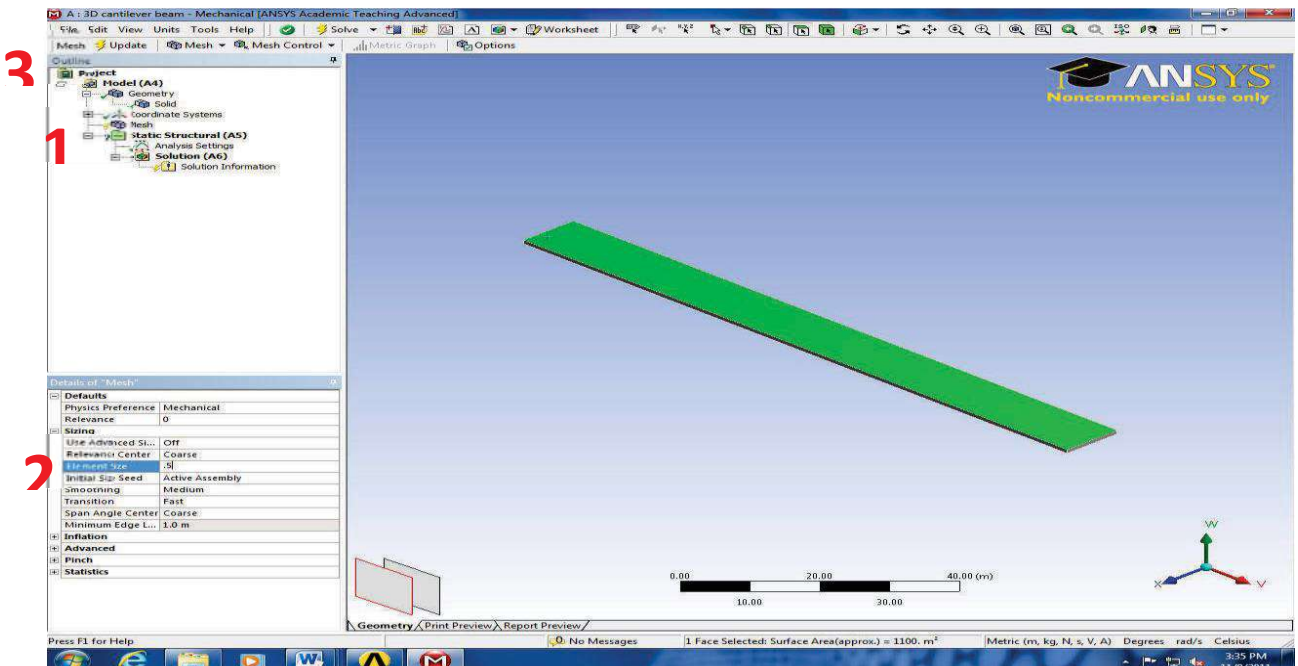 A : 3D cantilever beam - Mechanical [ANSYS Academic Teaching Advanced]
File Edit View Units Tools Help Solve Worksheet
Mesh Update Mesh Mesh Control Metric Graph Options
3
Outline
Project
Model (A4)
Geometry
Solid
Coordinate Systems
Mesh
1
Static Structural (A5)
Analysis Settings
Solution (A6)
Solution Information
ANSYS
Noncommercial use only
Details of "Mesh"
Defaults
Physics Preference Mechanical
Relevance 0
Sizing
Use Advanced Si... Off
Relevance Center Coarse
2
Element Size .5
Initial Size Seed Active Assembly
Smoothing Medium
Transition Fast
Span Angle Center Coarse
Minimum Edge L... 1.0 m
Inflation
Advanced
Pinch
Statistics
0.00 20.00 40.00 (m)
10.00 30.00
W
X V
Geometry Print Preview Report Preview
Press F1 for Help No Messages 1 Face Selected: Surface Area(approx.) = 1100. m² Metric (m, kg, N, s, V, A) Degrees rad/s Celsius
3:35 PM